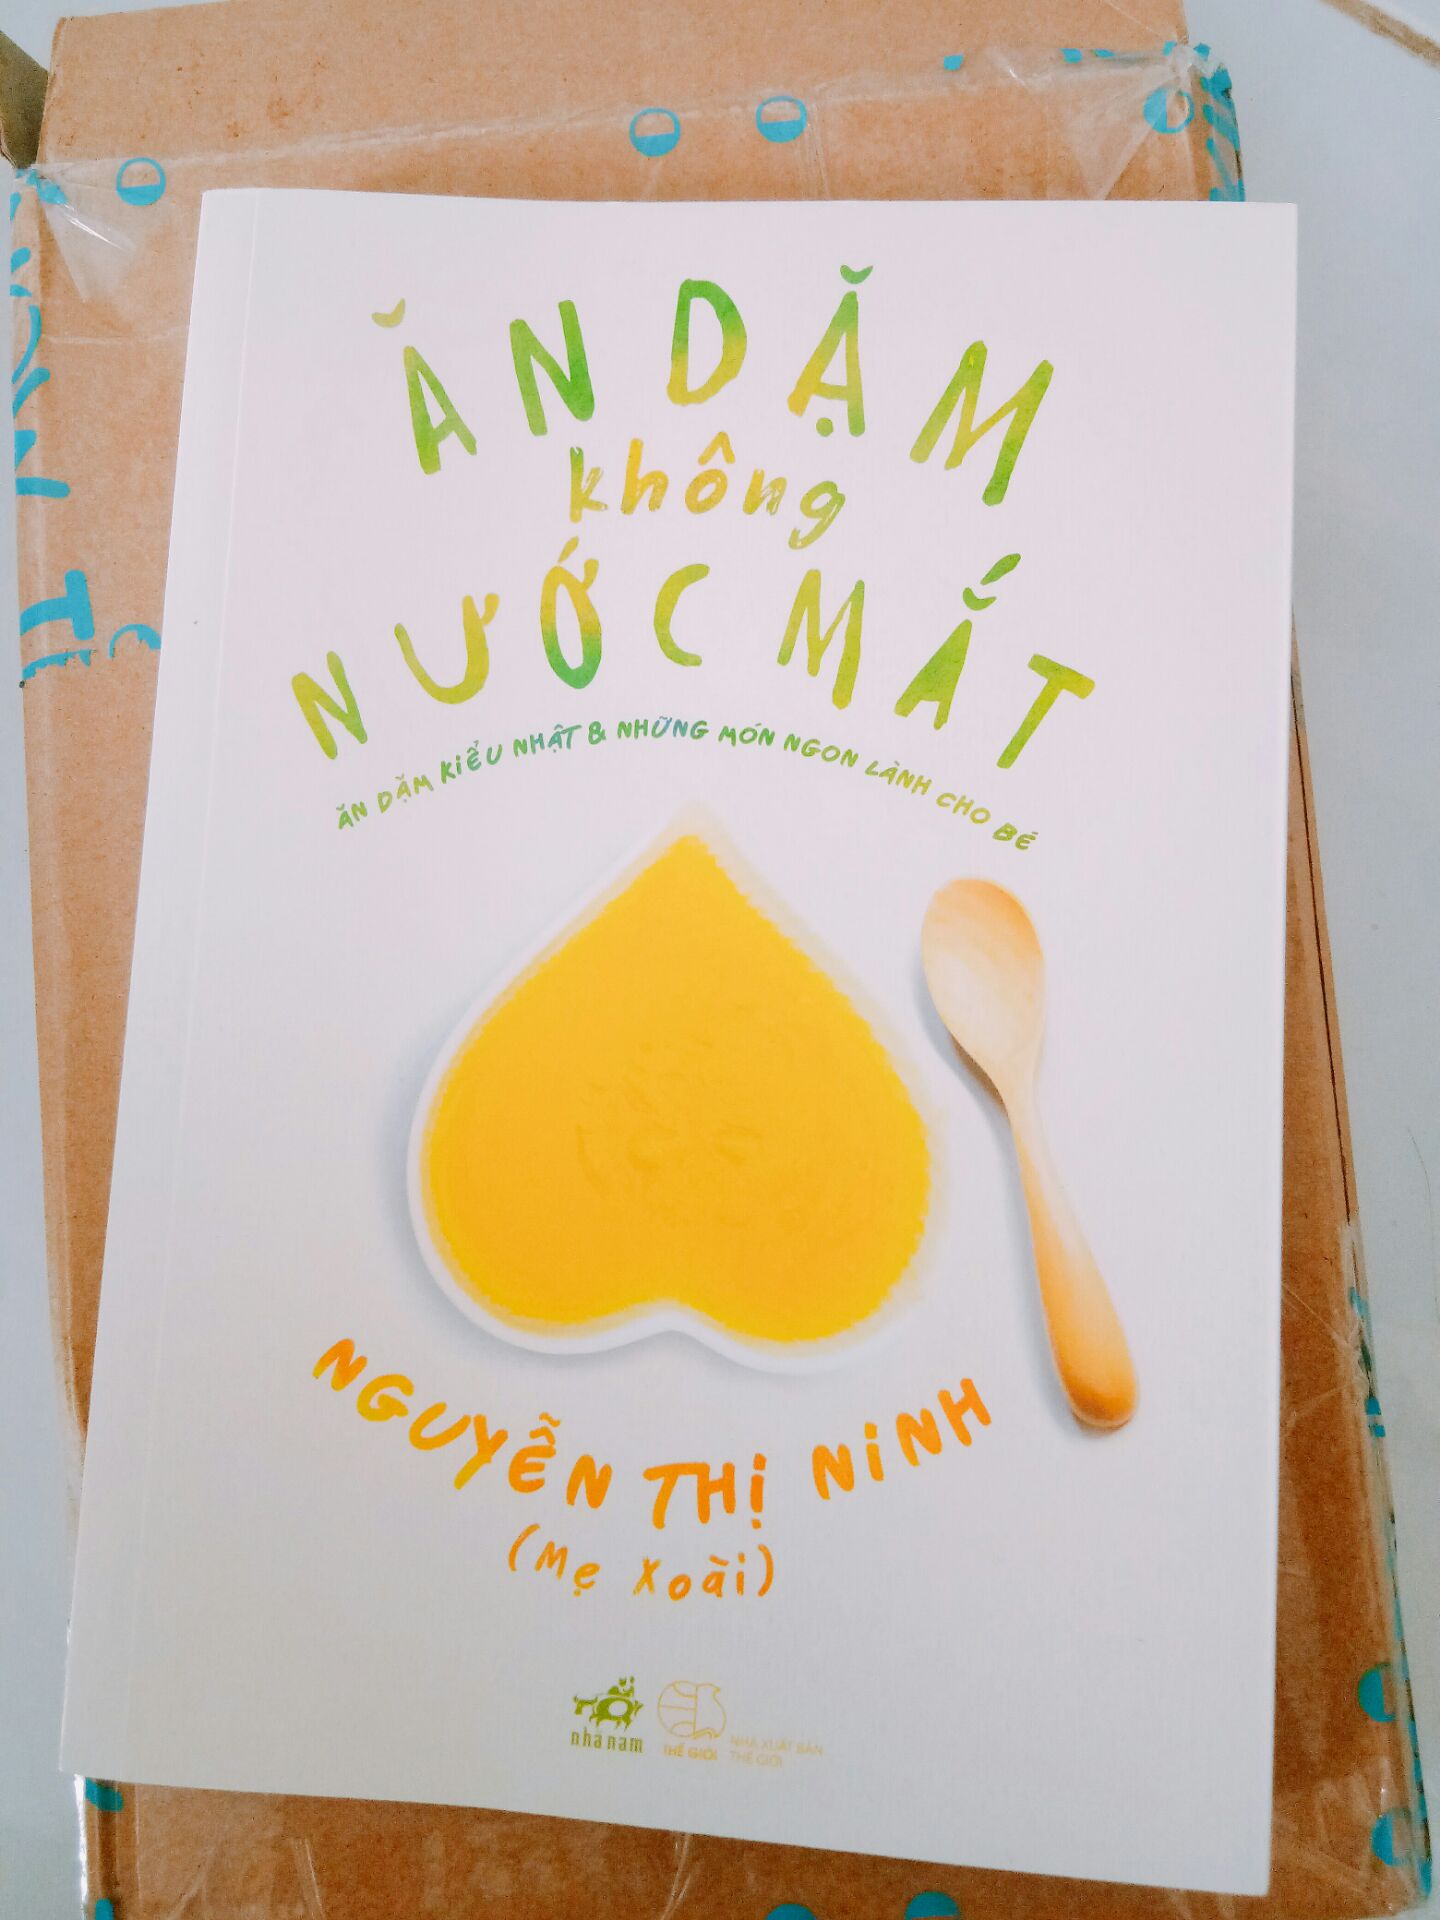 ĂN DẶM
không
NƯỚC MẮT
ĂN DẶM KIỂU NHẬT & NHỮNG MÓN NGON LÀNH CHO BÉ
NGUYỄN THỊ NINH
(Mẹ Xoài)
nhã nam
THẾ GIỚI
NHÀ XUẤT BẢN
THẾ GIỚI